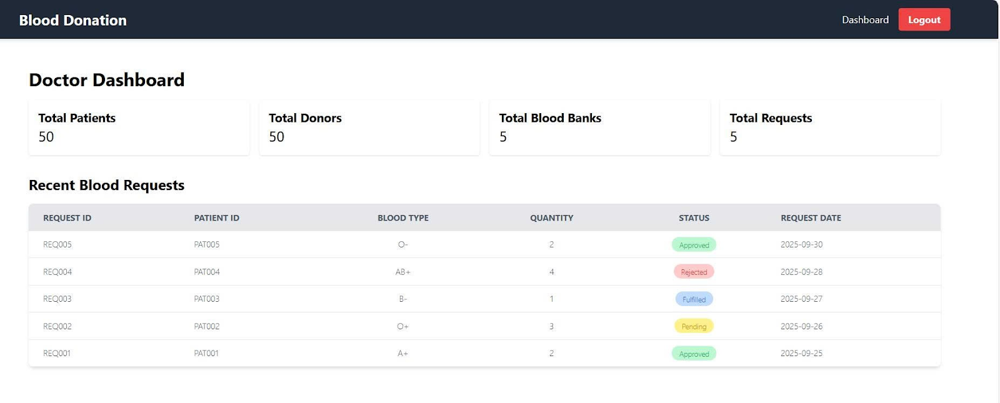 Blood Donation Dashboard Logout
Doctor Dashboard
Total Patients Total Donors Total Blood Banks Total Requests
50 50 5 5
Recent Blood Requests
REQUEST ID PATIENT ID BLOOD TYPE QUANTITY STATUS REQUEST DATE
REQ005 PAT005 O- 2 Approved 2025-09-30
REQ004 PAT004 AB+ 4 Rejected 2025-09-28
REQ003 PAT003 B- 1 Fulfilled 2025-09-27
REQ002 PAT002 O+ 3 Pending 2025-09-26
REQ001 PAT001 A+ 2 Approved 2025-09-25